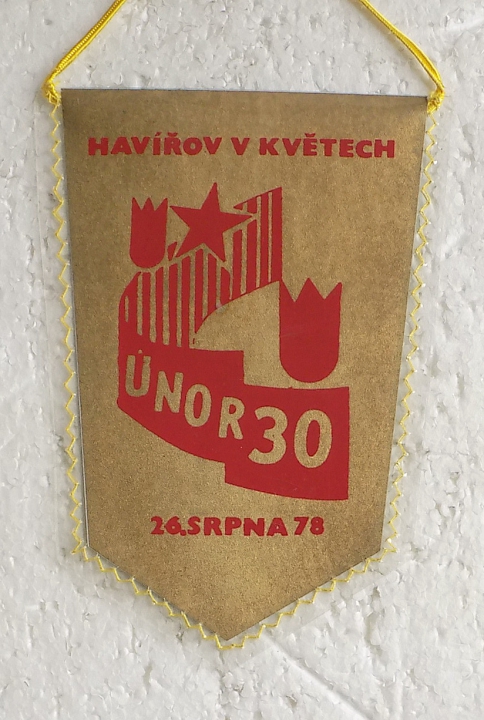 HAVÍŘOV V KVĚTECH
ÚNOR 30
26.SRPNA 78